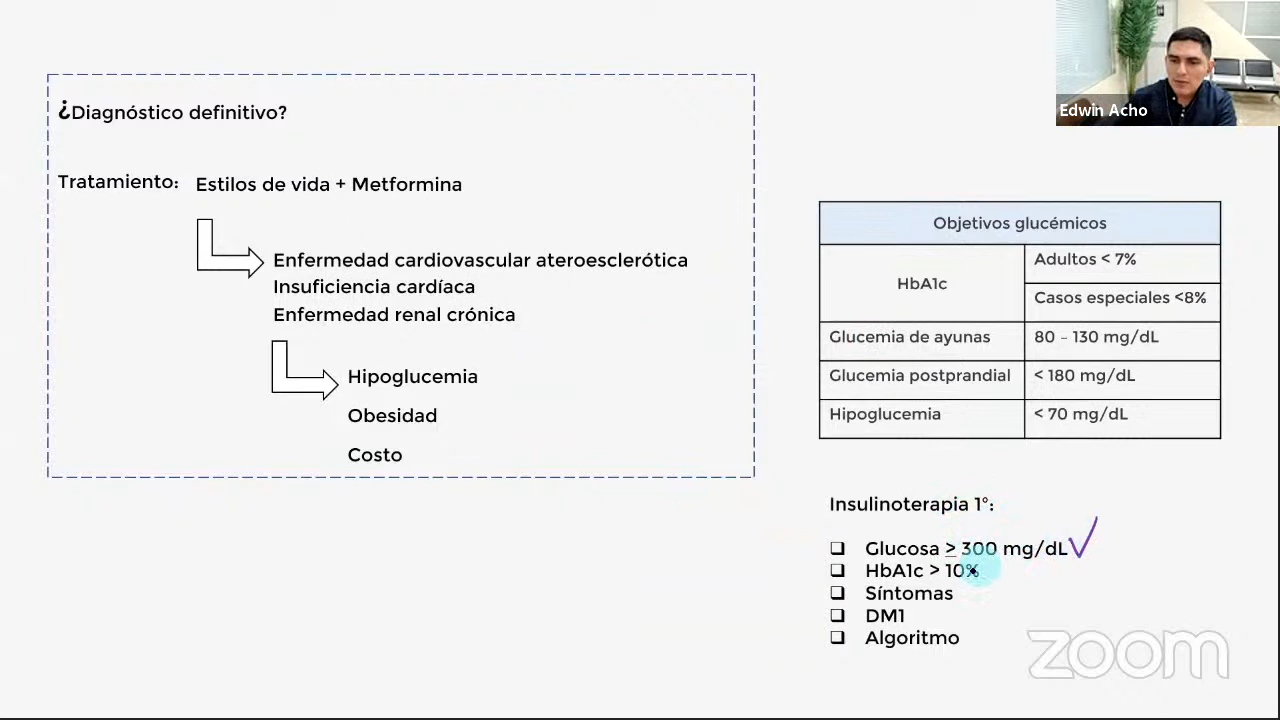 ¿Diagnóstico definitivo?
Tratamiento: Estilos de vida + Metformina
Enfermedad cardiovascular ateroesclerótica
Insuficiencia cardíaca
Enfermedad renal crónica
Hipoglucemia
Obesidad
Costo
Edwin Acho
Objetivos glucémicos
HbA1c
Adultos < 7%
Casos especiales <8%
Glucemia de ayunas 80 – 130 mg/dL
Glucemia postprandial < 180 mg/dL
Hipoglucemia < 70 mg/dL
Insulinoterapia 1°:
❑ Glucosa ≥ 300 mg/dL
❑ HbA1c > 10%
❑ Síntomas
❑ DM1
❑ Algoritmo
zoom